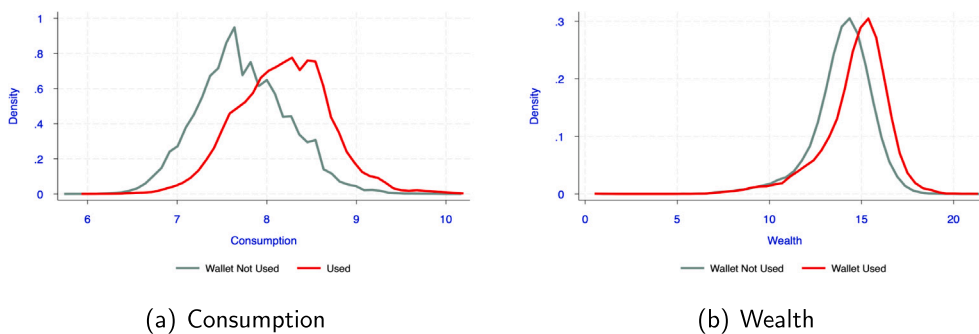 Density
1
.8
.6
.4
.2
0
6 7 8 9 10
Consumption
Wallet Not Used Used
(a) Consumption
Density
.3
.2
.1
0
0 5 10 15 20
Wealth
Wallet Not Used Wallet Used
(b) Wealth